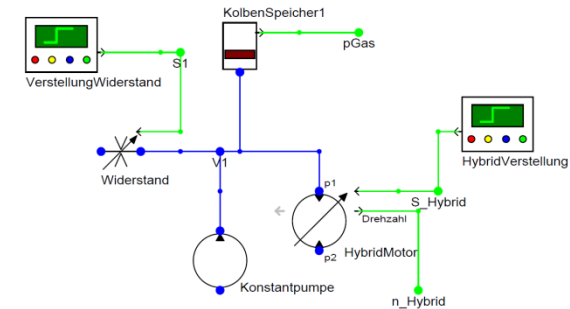 KolbenSpeicher1
pGas
S1
VerstellungWiderstand
HybridVerstellung
V1
Widerstand
p1
S_Hybrid
Drehzahl
p2
HybridMotor
Konstantpumpe
n_Hybrid